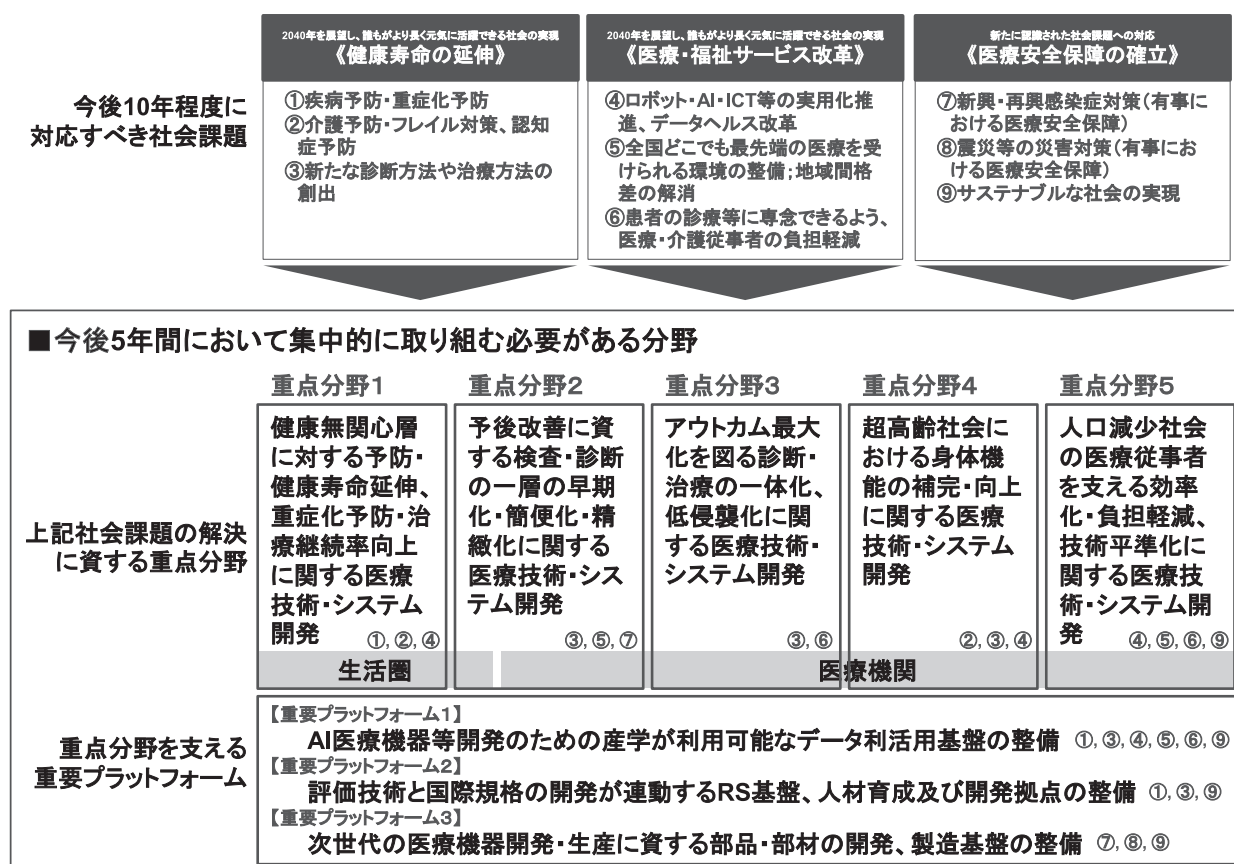 2040年を展望し、誰もがより長く元気に活躍できる社会の実現
《健康寿命の延伸》
2040年を展望し、誰もがより長く元気に活躍できる社会の実現
《医療・福祉サービス改革》
新たに認識された社会課題への対応
《医療安全保障の確立》
今後10年程度に
対応すべき社会課題
①疾病予防・重症化予防
②介護予防・フレイル対策、認知
症予防
③新たな診断方法や治療方法の
創出
④ロボット・AI・ICT等の実用化推
進、データヘルス改革
⑤全国どこでも最先端の医療を受
けられる環境の整備;地域間格
差の解消
⑥患者の診療等に専念できるよう、
医療・介護従事者の負担軽減
⑦新興・再興感染症対策(有事に
おける医療安全保障)
⑧震災等の災害対策(有事にお
ける医療安全保障)
⑨サステナブルな社会の実現
■今後5年間において集中的に取り組む必要がある分野
上記社会課題の解決
に資する重点分野
重点分野1
健康無関心層
に対する予防・
健康寿命延伸、
重症化予防・治
療継続率向上
に関する医療
技術・システム
開発
①, ②, ④
重点分野2
予後改善に資
する検査・診断
の一層の早期
化・簡便化・精
緻化に関する
医療技術・シス
テム開発
③, ⑤, ⑦
重点分野3
アウトカム最大
化を図る診断・
治療の一体化、
低侵襲化に関
する医療技術・
システム開発
③, ⑥
重点分野4
超高齢社会に
おける身体機
能の補完・向上
に関する医療
技術・システム
開発
②, ③, ④
重点分野5
人口減少社会
の医療従事者
を支える効率
化・負担軽減、
技術平準化に
関する医療技
術・システム開
発
④, ⑤, ⑥, ⑨
生活圏
医療機関
重点分野を支える
重要プラットフォーム
【重要プラットフォーム1】
AI医療機器等開発のための産学が利用可能なデータ利活用基盤の整備 ①, ③, ④, ⑤, ⑥, ⑨
【重要プラットフォーム2】
評価技術と国際規格の開発が連動するRS基盤、人材育成及び開発拠点の整備 ①, ③, ⑨
【重要プラットフォーム3】
次世代の医療機器開発・生産に資する部品・部材の開発、製造基盤の整備 ⑦, ⑧, ⑨